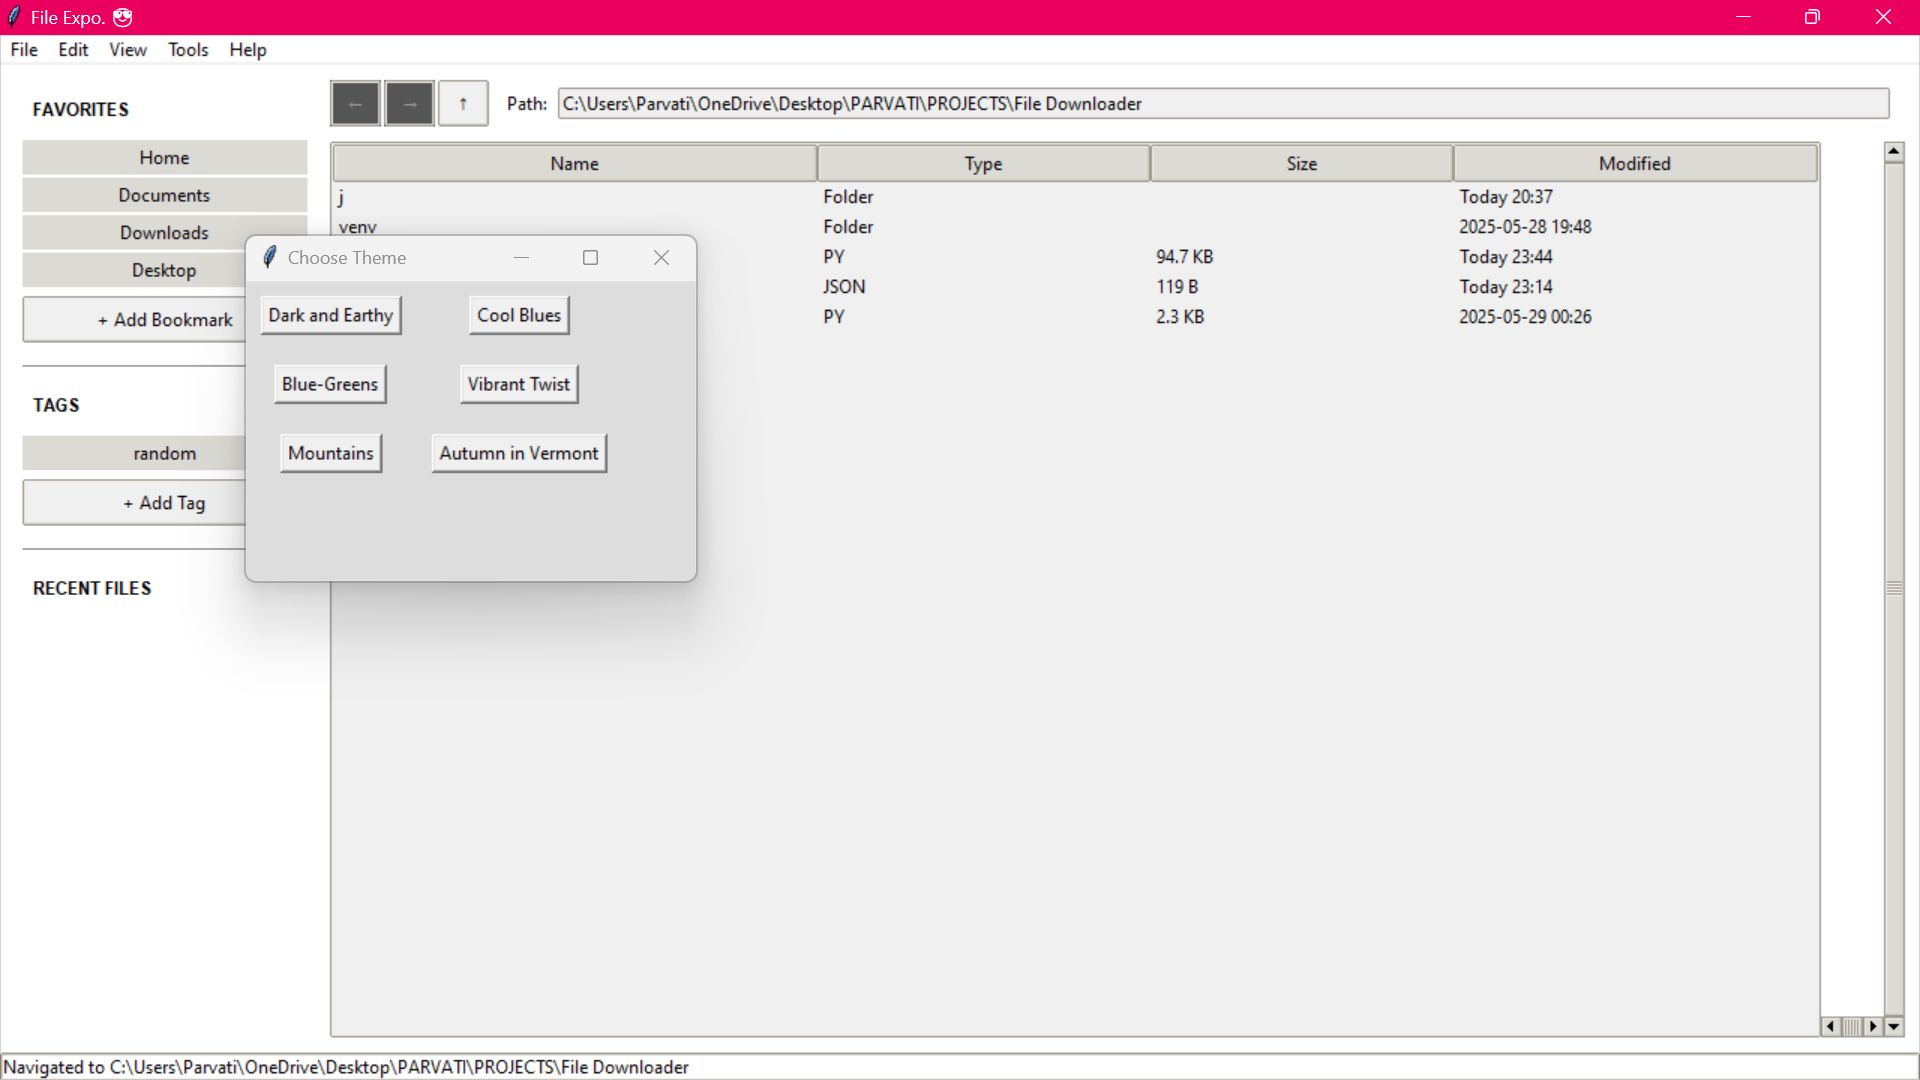 File Expo. 😎
File Edit View Tools Help
FAVORITES
Home
Documents
Downloads
Desktop
+ Add Bookmark
TAGS
random
+ Add Tag
RECENT FILES
← → ↑ Path: C:\Users\Parvati\OneDrive\Desktop\PARVATI\PROJECTS\File Downloader
Name Type Size Modified
j Folder Today 20:37
venv Folder 2025-05-28 19:48
PY 94.7 KB Today 23:44
JSON 119 B Today 23:14
PY 2.3 KB 2025-05-29 00:26
Choose Theme
Dark and Earthy Cool Blues
Blue-Greens Vibrant Twist
Mountains Autumn in Vermont
Navigated to C:\Users\Parvati\OneDrive\Desktop\PARVATI\PROJECTS\File Downloader